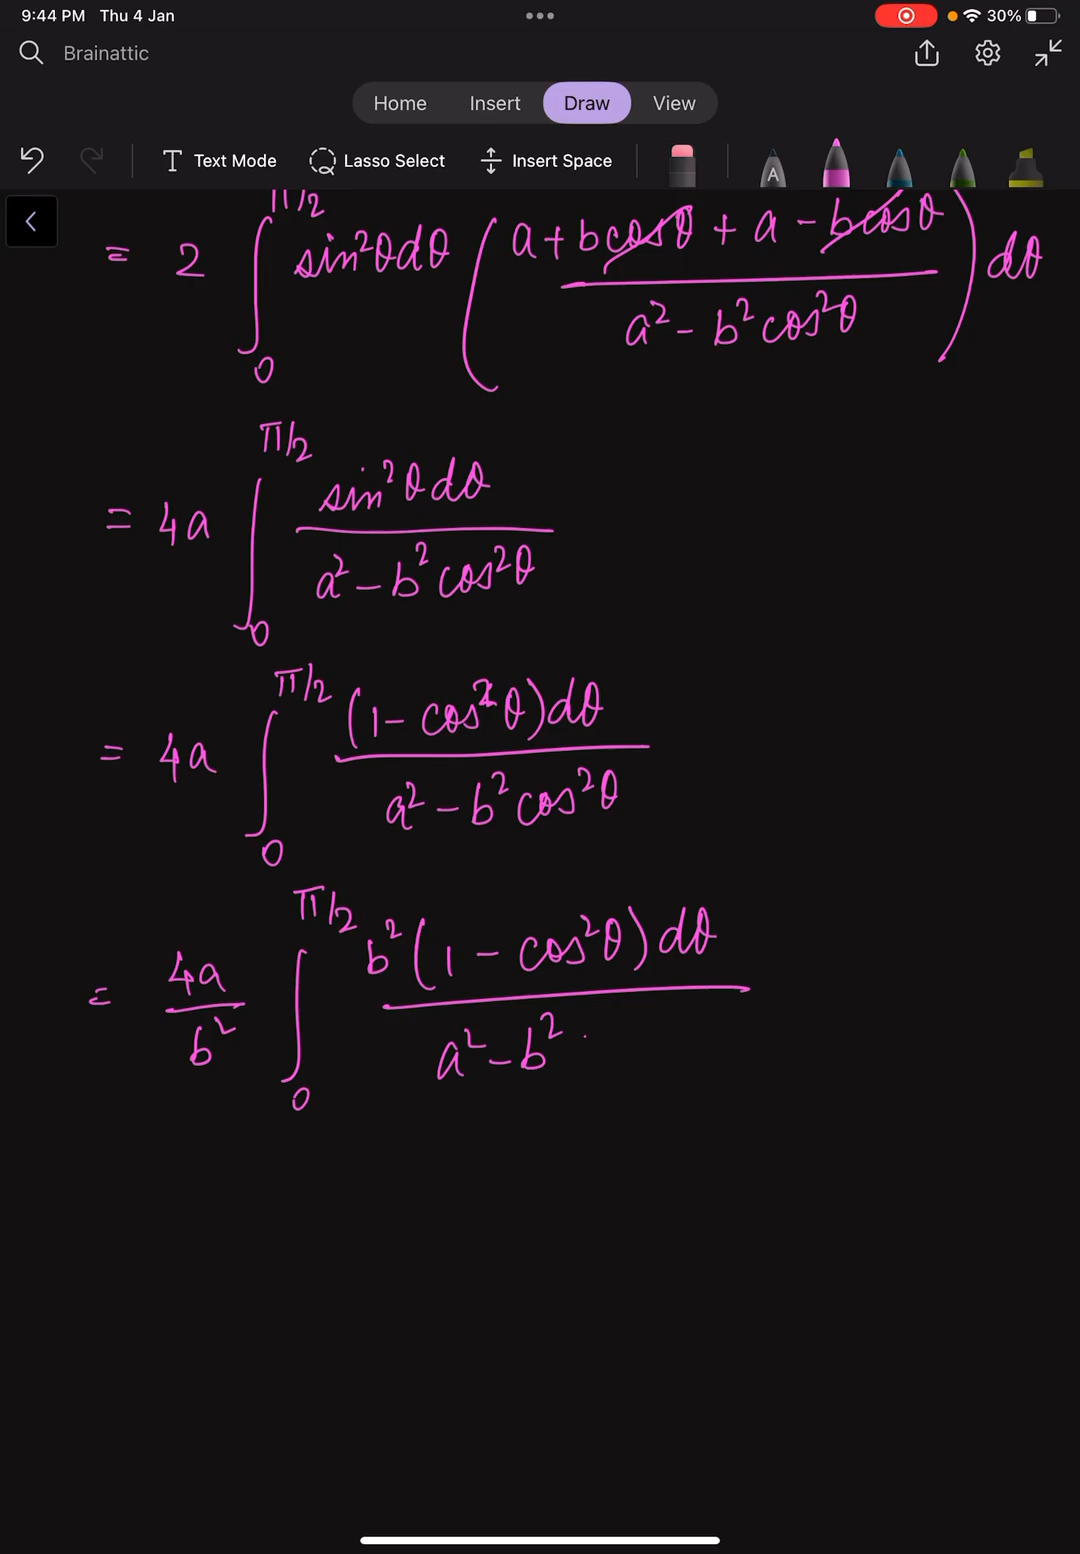 9:44 PM Thu 4 Jan 30%
Brainattic
Home Insert Draw View
Text Mode Lasso Select Insert Space A
= 2 ∫₀^(π/2) sin²θdθ ( (a + bcosθ + a − bcosθ) / (a² − b²cos²θ) ) dθ
= 4a ∫₀^(π/2) sin²θdθ / (a² − b²cos²θ)
= 4a ∫₀^(π/2) (1 − cos²θ)dθ / (a² − b²cos²θ)
= 4a/b² ∫₀^(π/2) b²(1 − cos²θ)dθ / (a² − b²